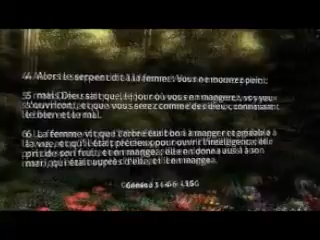 4 Alors le serpent dit à la femme: Vous ne mourrez point;
5 mais Dieu sait que, le jour où vous en mangerez, vos yeux
s'ouvriront, et que vous serez comme des dieux, connaissant
le bien et le mal.
6 La femme vit que l'arbre était bon à manger et agréable à
la vue, et qu'il était précieux pour ouvrir l'intelligence; elle
prit de son fruit, et en mangea; elle en donna aussi à son
mari, qui était auprès d'elle, et il en mangea.